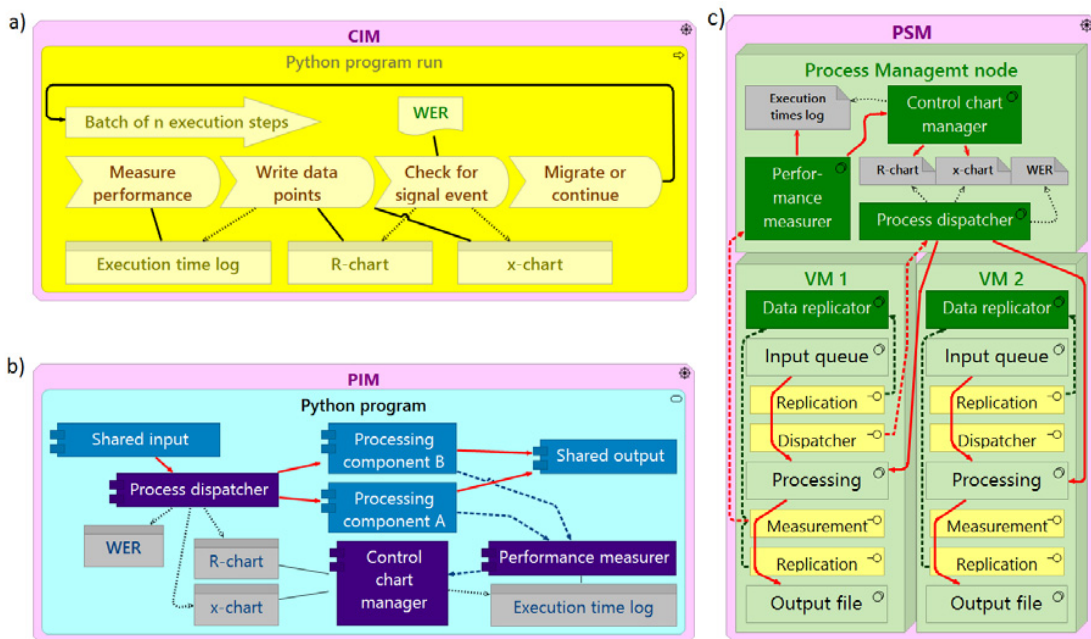 a)
CIM
Python program run
Batch of n execution steps
WER
Measure
performance
Write data
points
Check for
signal event
Migrate or
continue
Execution time log
R-chart
x-chart
b)
PIM
Python program
Shared input
Processing
component B
Shared output
Process dispatcher
Processing
component A
WER
R-chart
x-chart
Control
chart
manager
Performance measurer
Execution time log
c)
PSM
Process Managemt node
Execution
times log
Control chart
manager
Perfor-
mance
measurer
R-chart
x-chart
WER
Process dispatcher
VM 1
Data replicator
Input queue
Replication
Dispatcher
Processing
Measurement
Replication
Output file
VM 2
Data replicator
Input queue
Replication
Dispatcher
Processing
Measurement
Replication
Output file